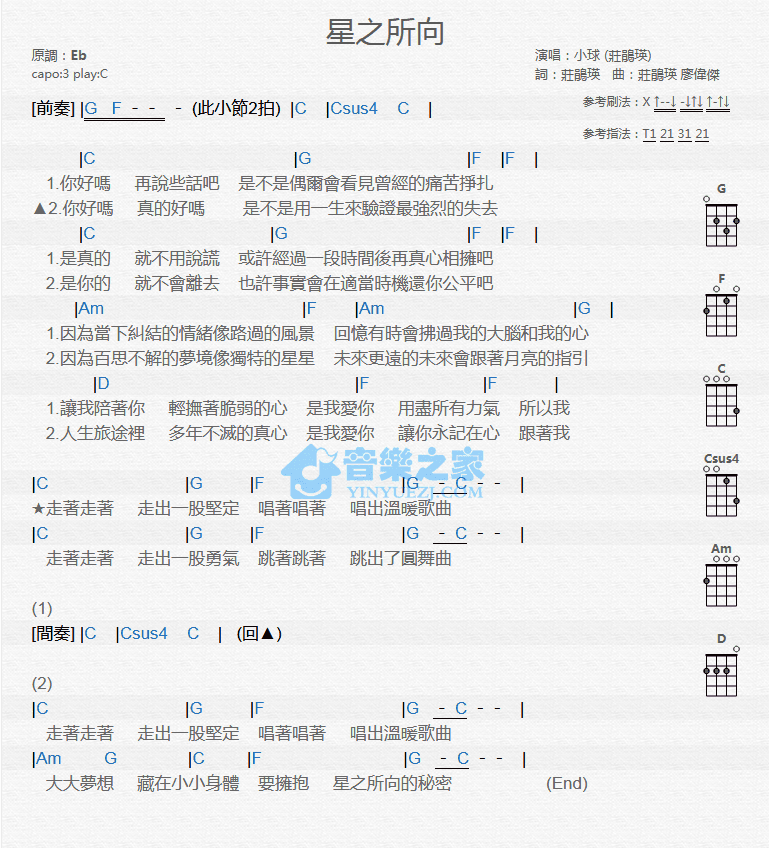 星之所向
原調：Eb
capo:3 play:C
演唱：小球 (莊鵑瑛)
詞：莊鵑瑛 曲：莊鵑瑛 廖偉傑
參考刷法：X ↑--↓ -↓↑↓ ↑-↑↓
參考指法：T1 21 31 21
[前奏] |G F - - - (此小節2拍) |C |Csus4 C |
|C |G |F |F |
1.你好嗎 再說些話吧 是不是偶爾會看見曾經的痛苦掙扎
▲2.你好嗎 真的好嗎 是不是用一生來驗證最強烈的失去
|C |G |F |F |
1.是真的 就不用說謊 或許經過一段時間後再真心相擁吧
2.是你的 就不會離去 也許事實會在適當時機還你公平吧
|Am |F |Am |G |
1.因為當下糾結的情緒像路過的風景 回憶有時會拂過我的大腦和我的心
2.因為百思不解的夢境像獨特的星星 未來更遠的未來會跟著月亮的指引
|D |F |F |
1.讓我陪著你 輕撫著脆弱的心 是我愛你 用盡所有力氣 所以我
2.人生旅途裡 多年不滅的真心 是我愛你 讓你永記在心 跟著我
|C |G |F |G - C - - |
★走著走著 走出一股堅定 唱著唱著 唱出溫暖歌曲
|C |G |F |G - C - - |
走著走著 走出一股勇氣 跳著跳著 跳出了圓舞曲
(1)
[間奏] |C |Csus4 C | (回▲)
(2)
|C |G |F |G - C - - |
走著走著 走出一股堅定 唱著唱著 唱出溫暖歌曲
|Am G |C |F |G - C - - |
大大夢想 藏在小小身體 要擁抱 星之所向的秘密 (End)
G
F
C
Csus4
Am
D
音樂之家
YINYUEZJ.COM